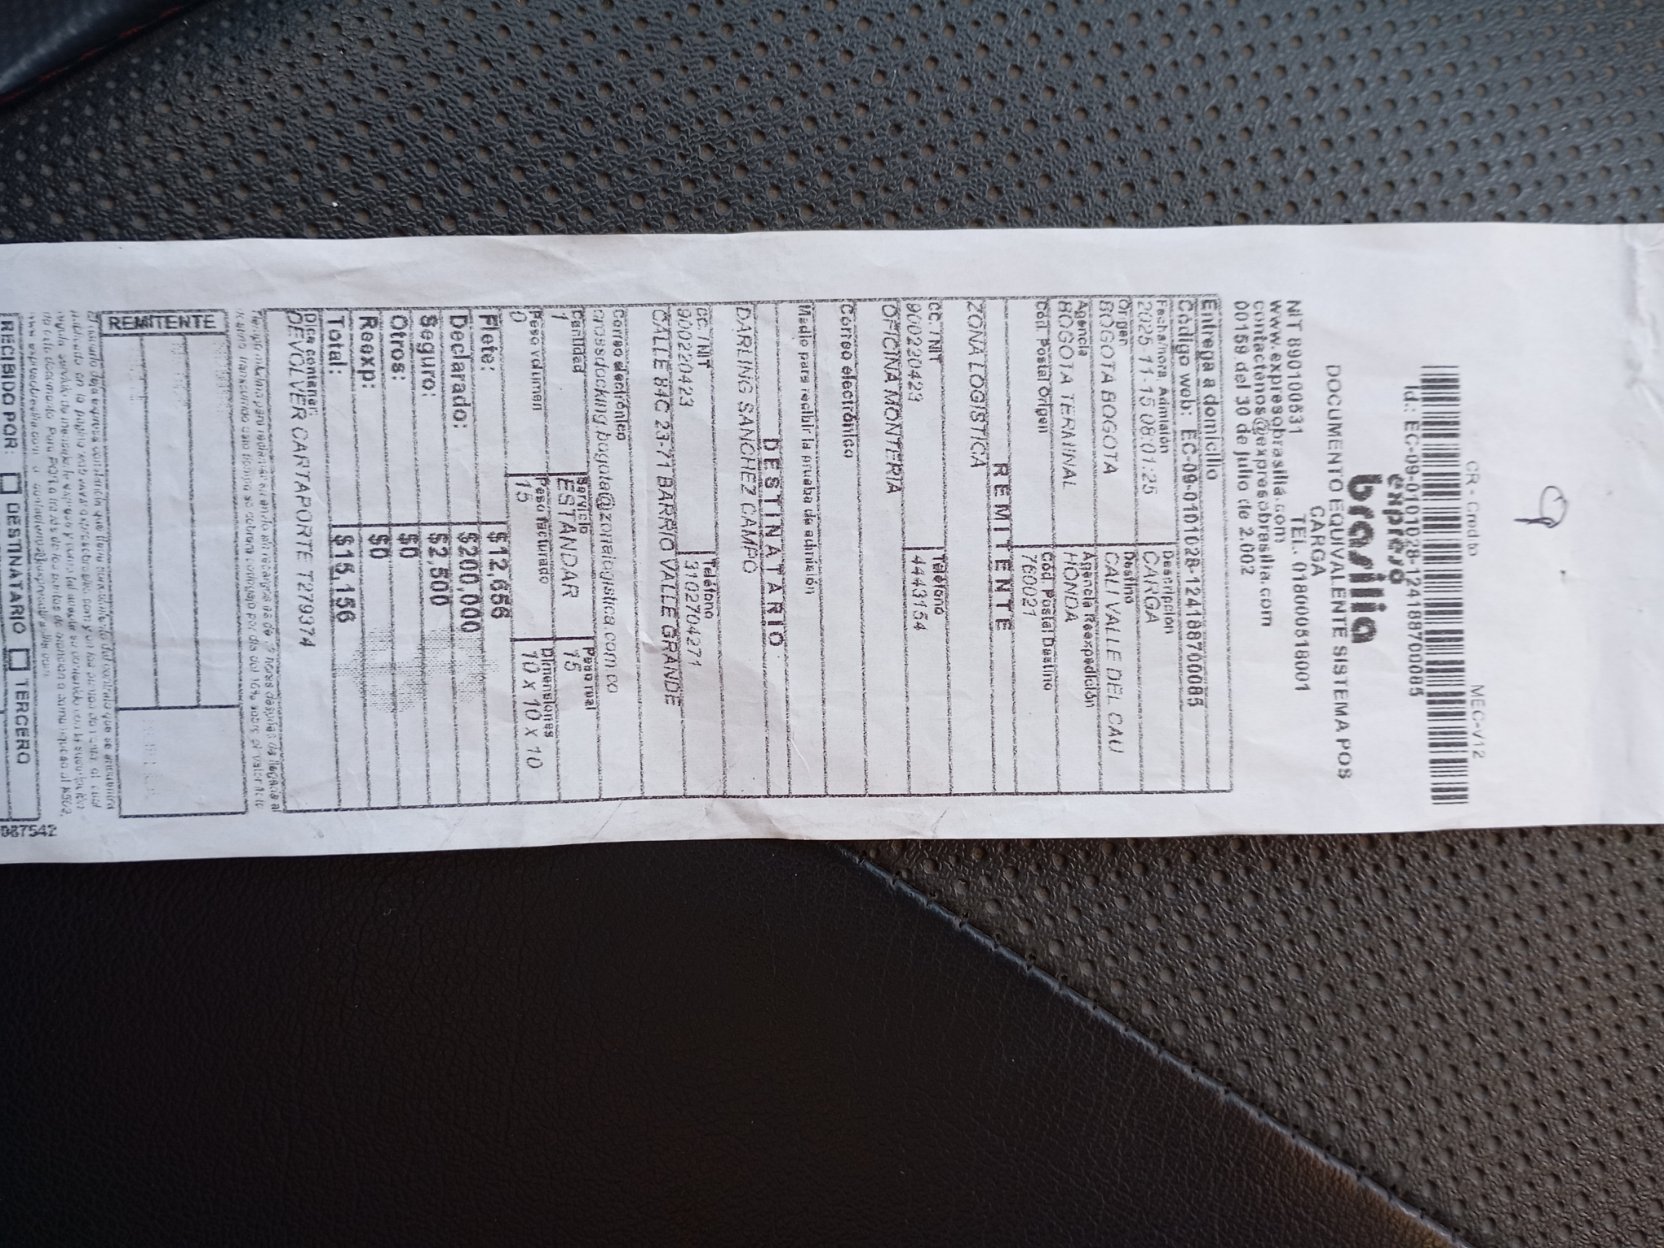 CR - Credito MEC-V12
Id.: EC-09-0101028-124188700085
expreso
brasilia
DOCUMENTO EQUIVALENTE SISTEMA POS
CARGA
NIT 890100531 TEL. 018000518001
www.expresobrasilia.com
contactenos@expresobrasilia.com
00159 del 30 de julio de 2.002
Entrega a domicilio
Codigo web: EC-09-0101028-124188700085
Fecha hora Admisión Descripción
2025-11-15 08:01:25 CARGA
Origen Destino
BOGOTA BOGOTA CALI VALLE DEL CAU
Agencia Agencia Reexpedición
BOGOTA TERMINAL HONDA
Cód. Postal Origen Cód. Postal Destino
760021
REMITENTE
ZONA LOGISTICA
CC./NIT Teléfono
900220423 4443154
OFICINA MONTERIA
Correo electrónico
Medio para recibir la prueba de admisión
DESTINATARIO
DARLING SANCHEZ CAMPO
CC./NIT Teléfono
900220423 3102704271
CALLE 84C 23-71 BARRIO VALLE GRANDE
Correo electrónico
crossdocking.bogota@zonalogistica.com.co
Cantidad Servicio Peso real
1 ESTÁNDAR 15
Peso volumen Peso facturado Dimensiones
0 15 10 X 10 X 10
Flete: $12,656
Declarado: $200,000
Seguro: $2,500
Otros: $0
Reexp: $0
Total: $15,156
Dice contener:
DEVOLVER CARTAPORTE T279374
REMITENTE
RECIBIDO POR: DESTINATARIO TERCERO
087542